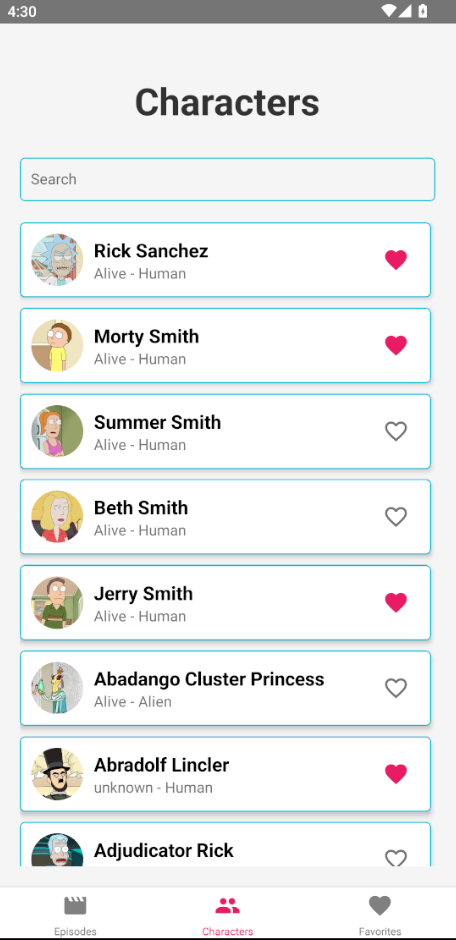 4:30
Characters
Search
Rick Sanchez
Alive - Human
Morty Smith
Alive - Human
Summer Smith
Alive - Human
Beth Smith
Alive - Human
Jerry Smith
Alive - Human
Abadango Cluster Princess
Alive - Alien
Abradolf Lincler
unknown - Human
Adjudicator Rick
Episodes
Characters
Favorites